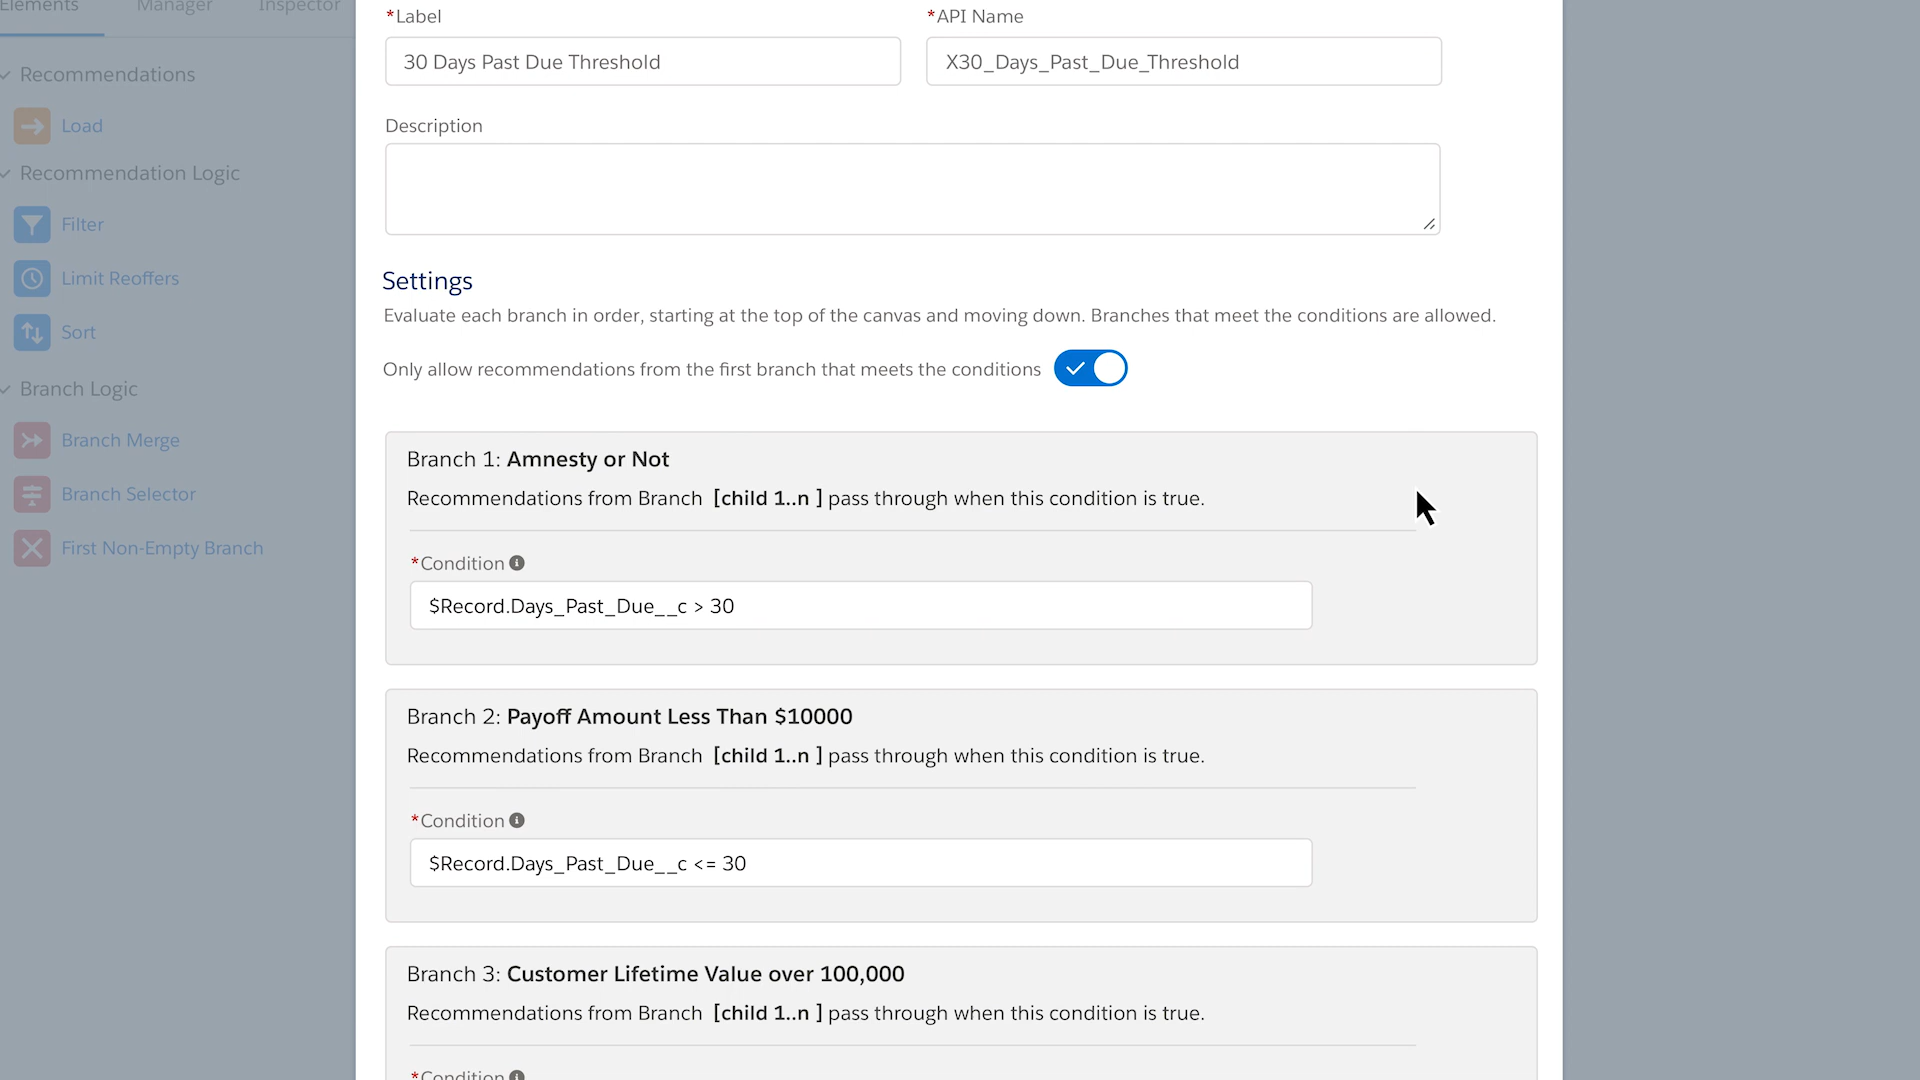 Elements
Manager
Inspector
Recommendations
Load
Recommendation Logic
Filter
Limit Reoffers
Sort
Branch Logic
Branch Merge
Branch Selector
First Non-Empty Branch
*Label
*API Name
30 Days Past Due Threshold
X30_Days_Past_Due_Threshold
Description
Settings
Evaluate each branch in order, starting at the top of the canvas and moving down. Branches that meet the conditions are allowed.
Only allow recommendations from the first branch that meets the conditions
Branch 1: Amnesty or Not
Recommendations from Branch [child 1..n ] pass through when this condition is true.
*Condition
$Record.Days_Past_Due__c > 30
Branch 2: Payoff Amount Less Than $10000
Recommendations from Branch [child 1..n ] pass through when this condition is true.
*Condition
$Record.Days_Past_Due__c <= 30
Branch 3: Customer Lifetime Value over 100,000
Recommendations from Branch [child 1..n ] pass through when this condition is true.
*Condition